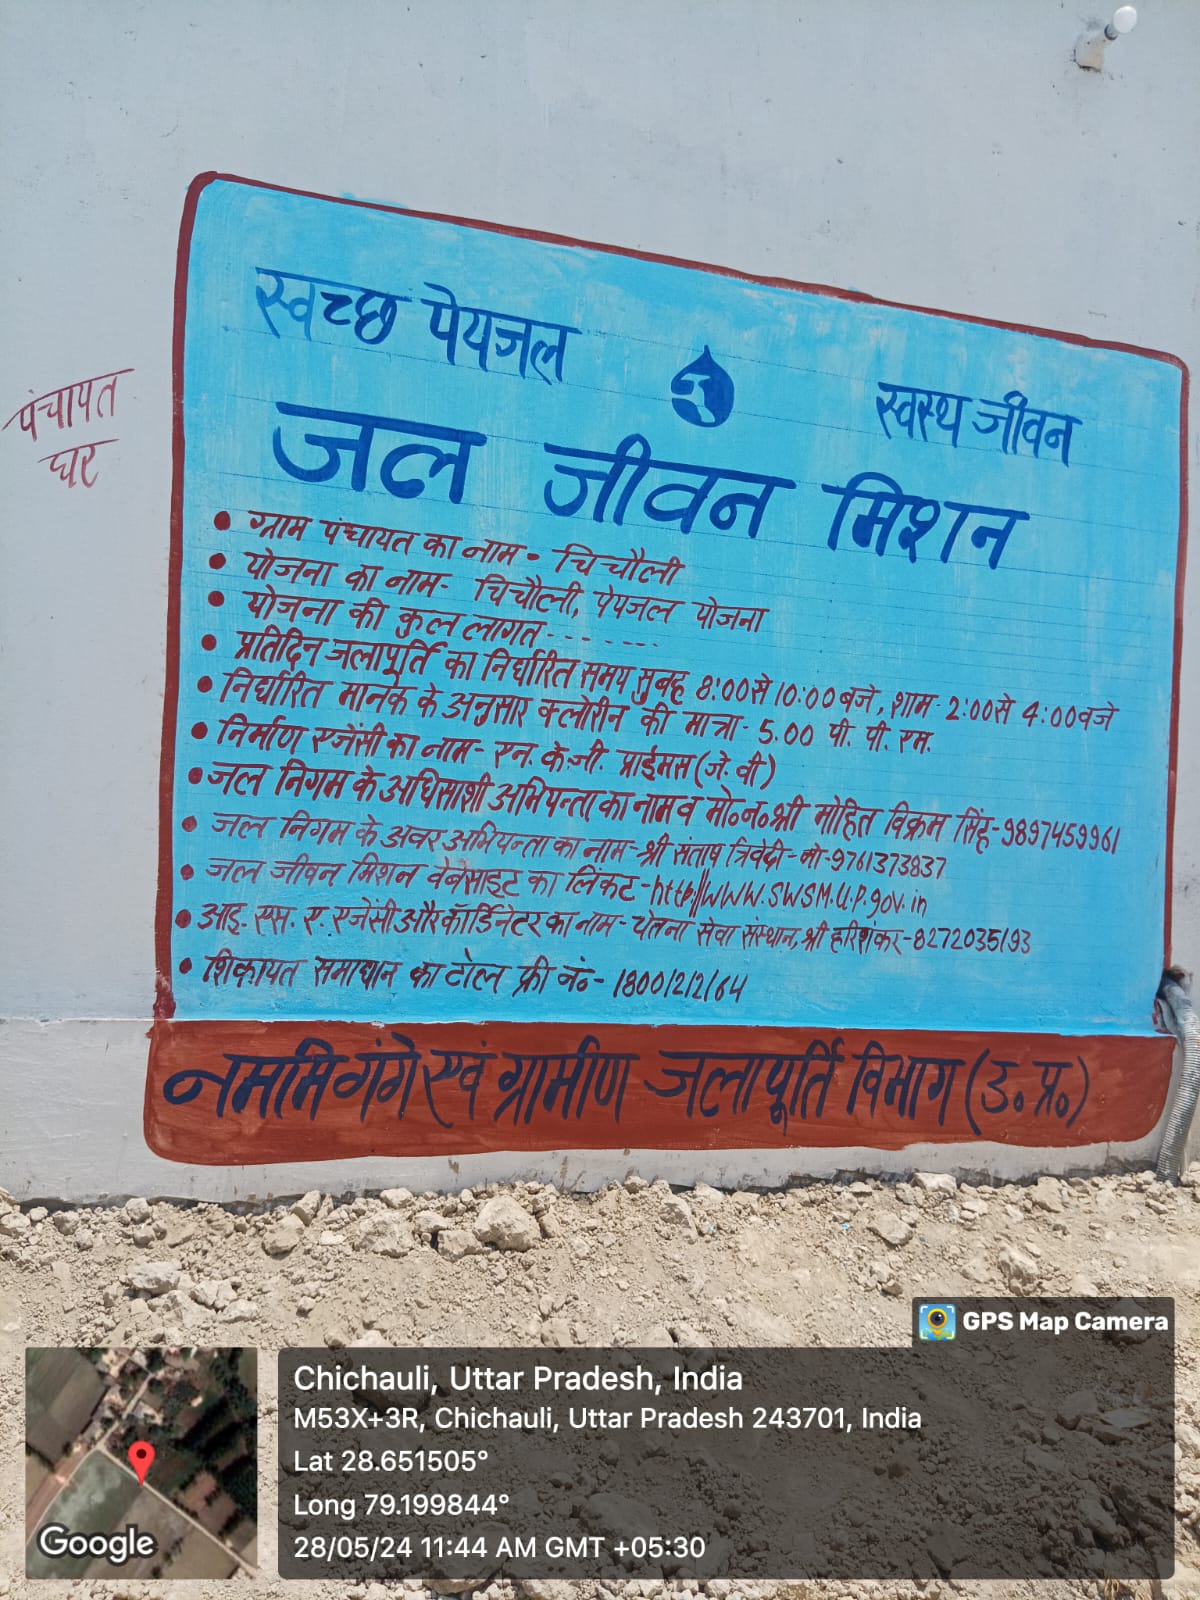 स्वच्छ पेयजल
स्वस्थ जीवन
जल जीवन मिशन
पंचायत
घर
• ग्राम पंचायत का नाम - चिचौली
• योजना का नाम - चिचौली, पेयजल योजना
• योजना की कुल लागत - - - - - - -
• प्रतिदिन जलापूर्ति का निर्धारित समय सुबह 8:00 से 10:00 बजे, शाम - 2:00 से 4:00 बजे
• निर्धारित मानक के अनुसार क्लोरीन की मात्रा - 5.00 पी. पी. एम.
• निर्माण एजेंसी का नाम - एन. के. जी. प्राईमस (जे. वी)
• जल निगम के अधिसाशी अभियन्ता का नाम व मो॰ न॰ श्री मोहित विक्रम सिंह - 9897459961
• जल निगम के अवर अभियन्ता का नाम - श्री संताष त्रिवेदी - मो - 9761373837
• जल जीवन मिशन वेबेसाइट का लिंकट - http://www.SWSM.U.P.gov.in
• आइ. एस. ए. एजेंसी और कॉर्डिनेटर का नाम - चेतना सेवा संस्थान, श्री हरिशंकर - 8272035193
• शिकायत समाधान का टोल फ्री नं॰ - 18001212164
नमामि गंगे एवं ग्रामीण जलापूर्ति विभाग (उ॰ प्र॰)
GPS Map Camera
Chichauli, Uttar Pradesh, India
M53X+3R, Chichauli, Uttar Pradesh 243701, India
Lat 28.651505°
Long 79.199844°
28/05/24 11:44 AM GMT +05:30
Google